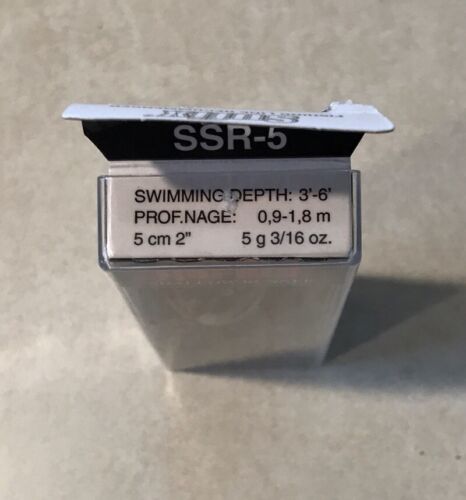 SSR-5
SWIMMING DEPTH: 3'-6'
PROF.NAGE: 0,9-1,8 m
5 cm 2" 5 g 3/16 oz.